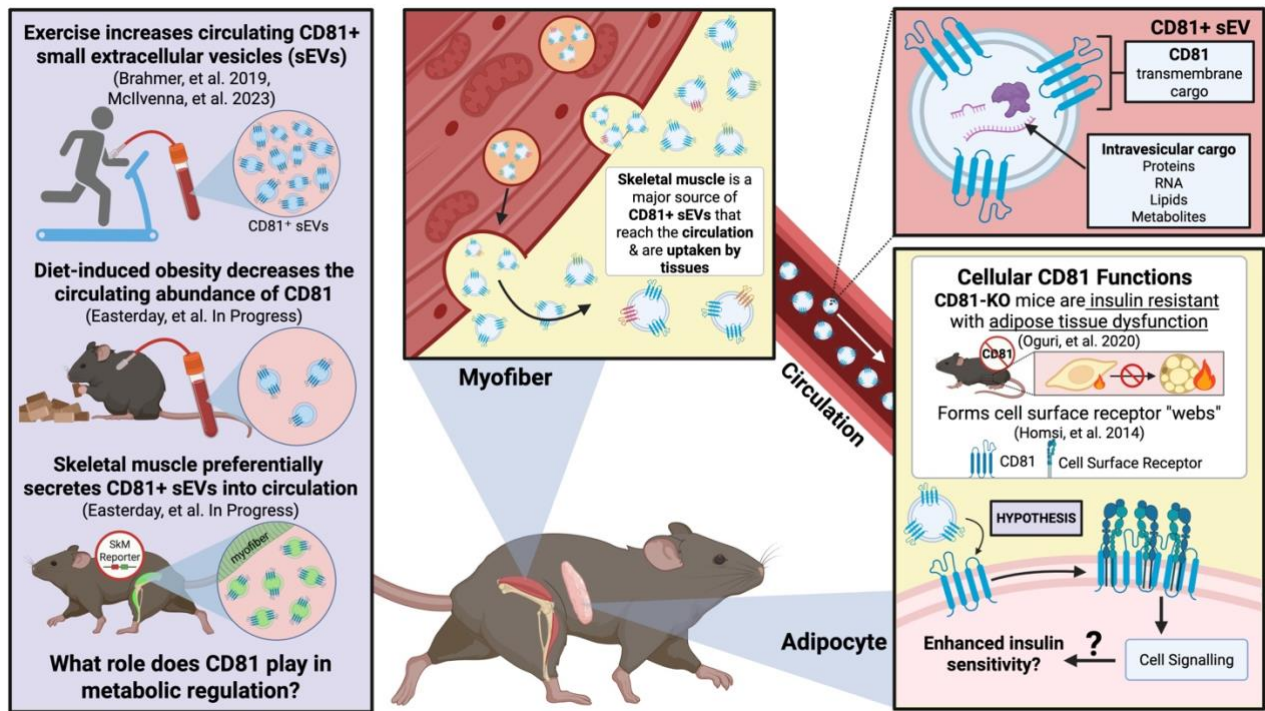 Exercise increases circulating CD81+
small extracellular vesicles (sEVs)
(Brahmer, et al. 2019,
McIlvenna, et al. 2023)
CD81⁺ sEVs
Diet-induced obesity decreases the
circulating abundance of CD81
(Easterday, et al. In Progress)
Skeletal muscle preferentially
secretes CD81+ sEVs into circulation
(Easterday, et al. In Progress)
SkM
Reporter
myofiber
What role does CD81 play in
metabolic regulation?
Skeletal muscle is a
major source of
CD81+ sEVs that
reach the circulation
& are uptaken by
tissues
Myofiber
Circulation
Adipocyte
CD81+ sEV
CD81
transmembrane
cargo
Intravesicular cargo
Proteins
RNA
Lipids
Metabolites
Cellular CD81 Functions
CD81-KO mice are insulin resistant
with adipose tissue dysfunction
(Oguri, et al. 2020)
CD81
Forms cell surface receptor "webs"
(Homsi, et al. 2014)
CD81
Cell Surface Receptor
HYPOTHESIS
Enhanced insulin
sensitivity?
?
Cell Signalling